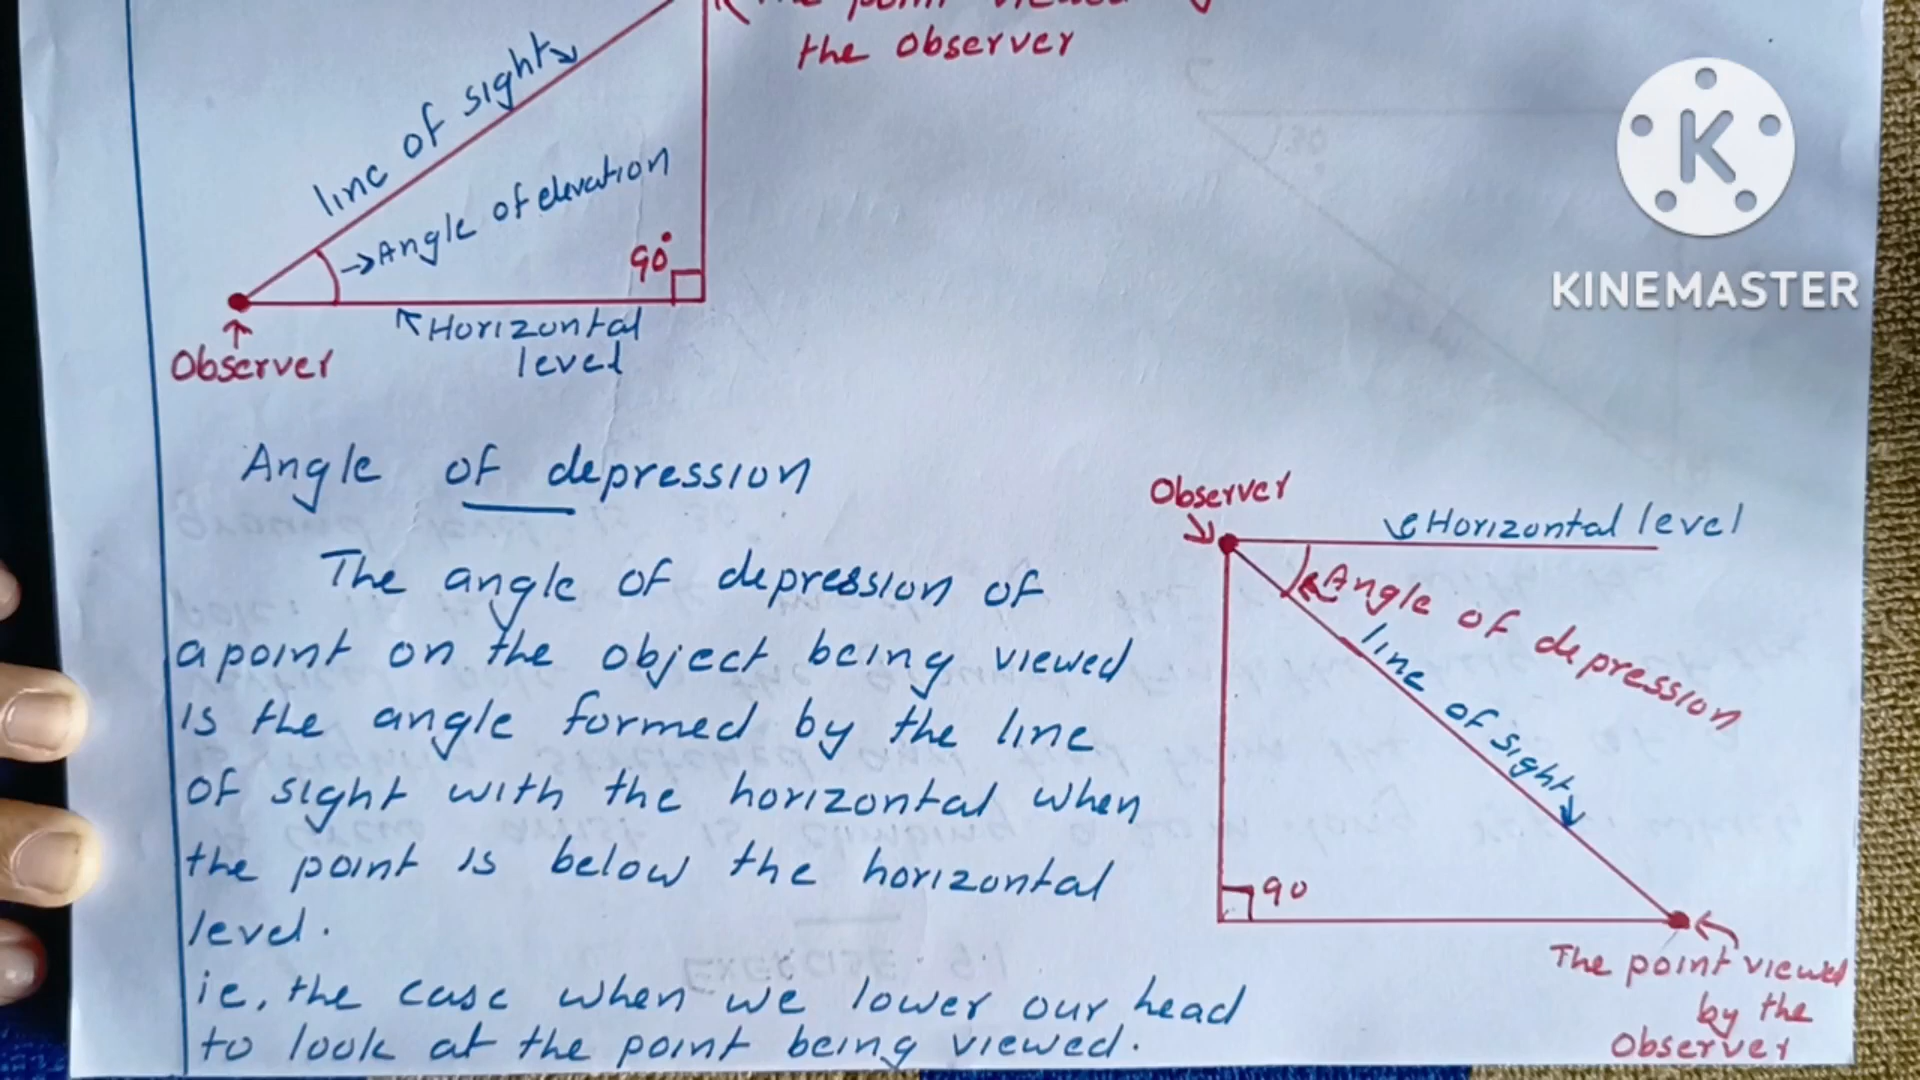 the point viewed
the Observer
line of sight
Angle of elevation
90°
Horizontal
level
Observer
KINEMASTER
Angle of depression
The angle of depression of
a point on the object being viewed
is the angle formed by the line
of sight with the horizontal when
the point is below the horizontal
level.
ie, the case when we lower our head
to look at the point being viewed.
Observer
Horizontal level
Angle of depression
line of sight
90
The point viewed
by the
Observer